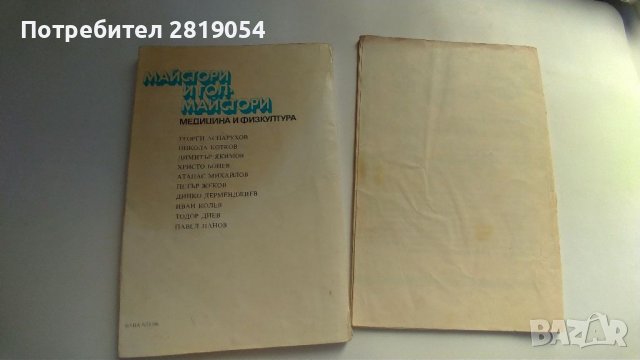 Потребител 2819054
МАЙСТОРИ
И ГОЛ-
МАЙСТОРИ
МЕДИЦИНА И ФИЗКУЛТУРА
ГЕОРГИ АСПАРУХОВ
НИКОЛА КОТКОВ
ДИМИТЪР ЯКИМОВ
ХРИСТО БОНЕВ
АТАНАС МИХАЙЛОВ
ПЕТЪР ЖЕКОВ
ДИНКО ДЕРМЕНДЖИЕВ
ИВАН КОЛЕВ
ТОДОР ДИЕВ
ПАВЕЛ ПАНОВ
BAZAR